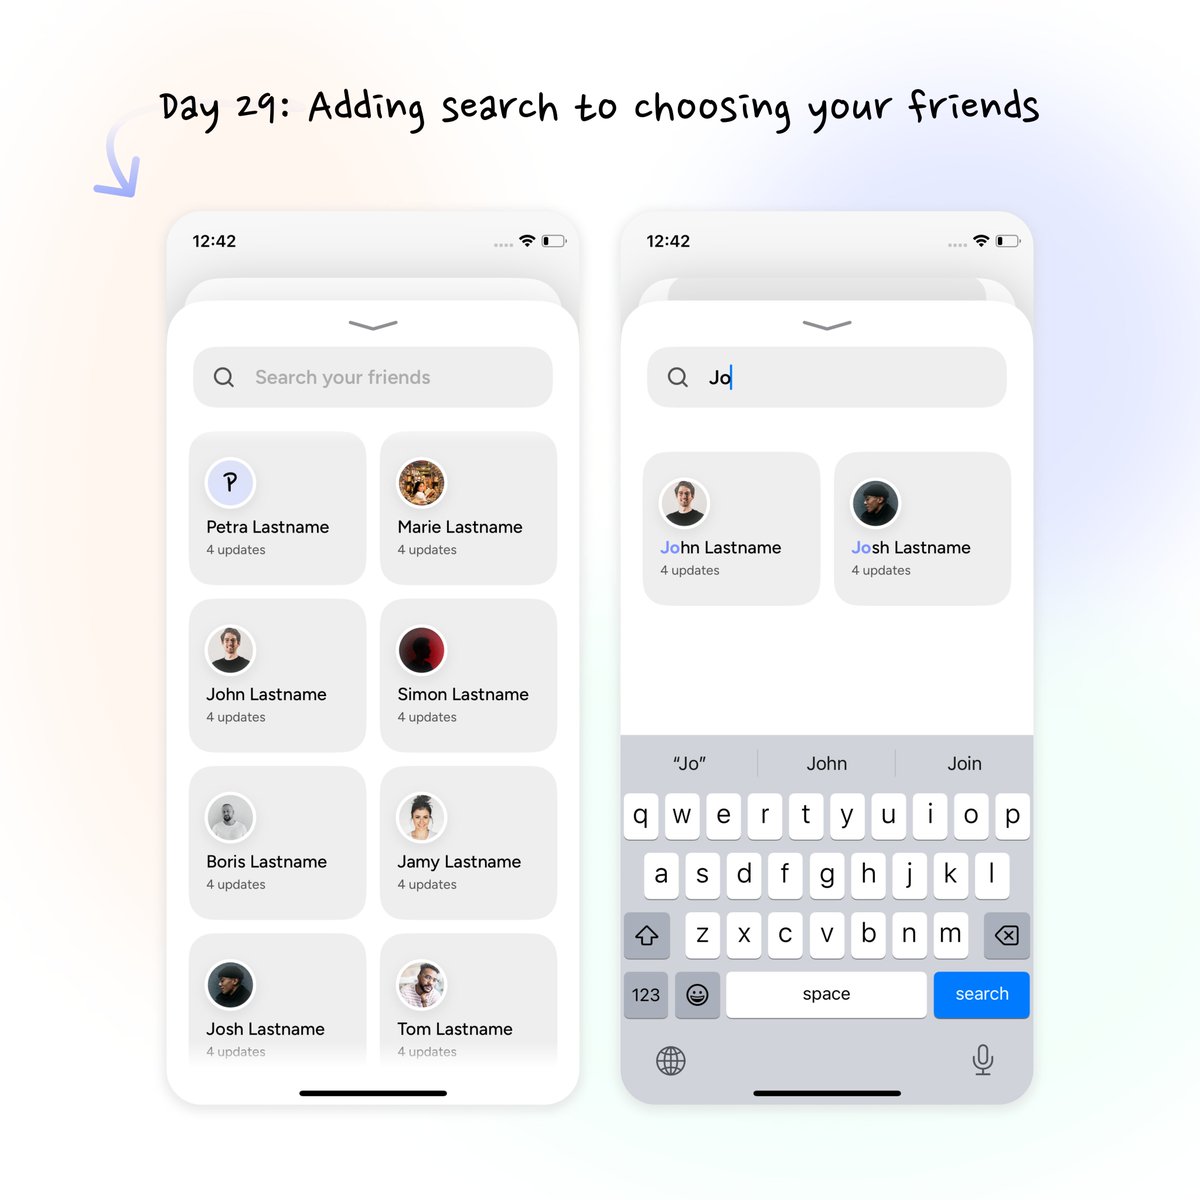 Day 29: Adding search to choosing your friends
12:42
Search your friends
P
Petra Lastname
4 updates
Marie Lastname
4 updates
John Lastname
4 updates
Simon Lastname
4 updates
Boris Lastname
4 updates
Jamy Lastname
4 updates
Josh Lastname
4 updates
Tom Lastname
4 updates
12:42
Jo
John Lastname
4 updates
Josh Lastname
4 updates
“Jo” John Join
q w e r t y u i o p
a s d f g h j k l
z x c v b n m
123 space search